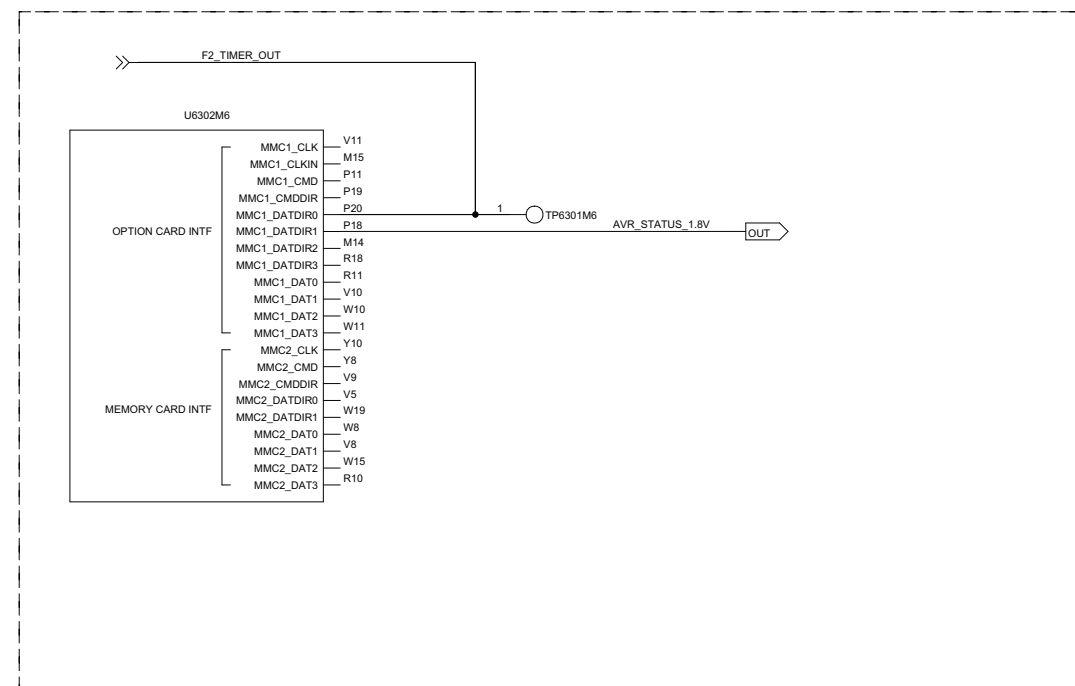 F2_TIMER_OUT
U6302M6
MMC1_CLK V11
MMC1_CLKIN M15
MMC1_CMD P11
MMC1_CMDDIR P19
MMC1_DATDIR0 P20 1 TP6301M6
OPTION CARD INTF MMC1_DATDIR1 P18 AVR_STATUS_1.8V OUT
MMC1_DATDIR2 M14
MMC1_DATDIR3 R18
MMC1_DAT0 R11
MMC1_DAT1 V10
MMC1_DAT2 W10
MMC1_DAT3 W11
MMC2_CLK Y10
MMC2_CMD Y8
MMC2_CMDDIR V9
MMC2_DATDIR0 V5
MEMORY CARD INTF MMC2_DATDIR1 W19
MMC2_DAT0 W8
MMC2_DAT1 V8
MMC2_DAT2 W15
MMC2_DAT3 R10